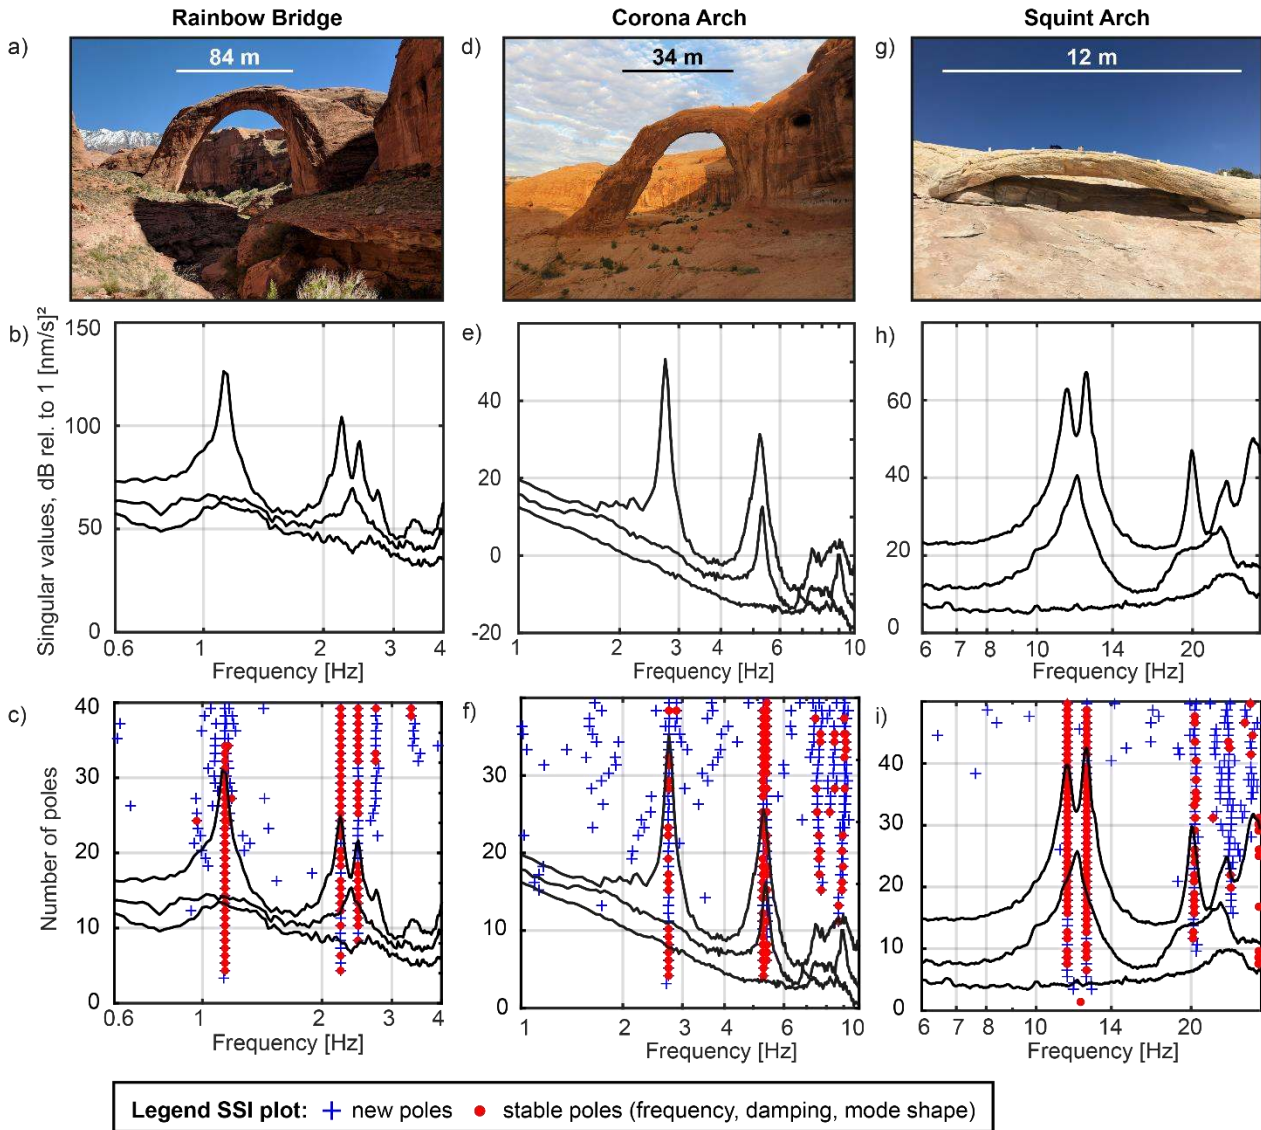 Rainbow Bridge
Corona Arch
Squint Arch
a)
84 m
d)
34 m
g)
12 m
b)
Singular values, dB rel. to 1 [nm/s]²
150
100
50
0
0.6
1
2
3
4
Frequency [Hz]
e)
40
20
0
-20
1
2
3
4
6
10
Frequency [Hz]
h)
60
40
20
0
6
7
8
10
14
20
Frequency [Hz]
c)
Number of poles
40
30
20
10
0
0.6
1
2
3
4
Frequency [Hz]
f)
30
20
10
0
1
2
3
4
6
10
Frequency [Hz]
i)
50
40
30
20
10
0
6
7
8
10
14
20
Frequency [Hz]
Legend SSI plot: + new poles • stable poles (frequency, damping, mode shape)